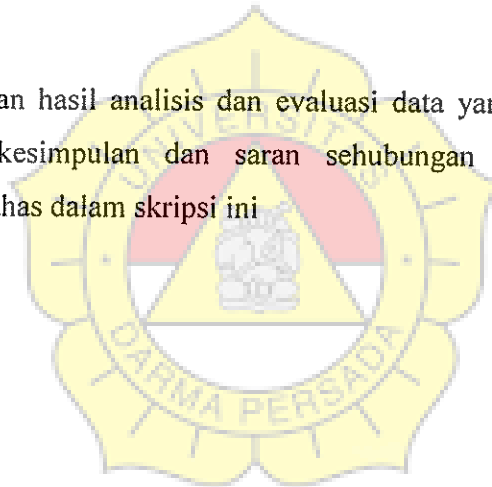 an hasil analisis dan evaluasi data yan
kesimpulan dan saran sehubungan
has dalam skripsi ini
UNIVERSITAS
DARMA PERSADA